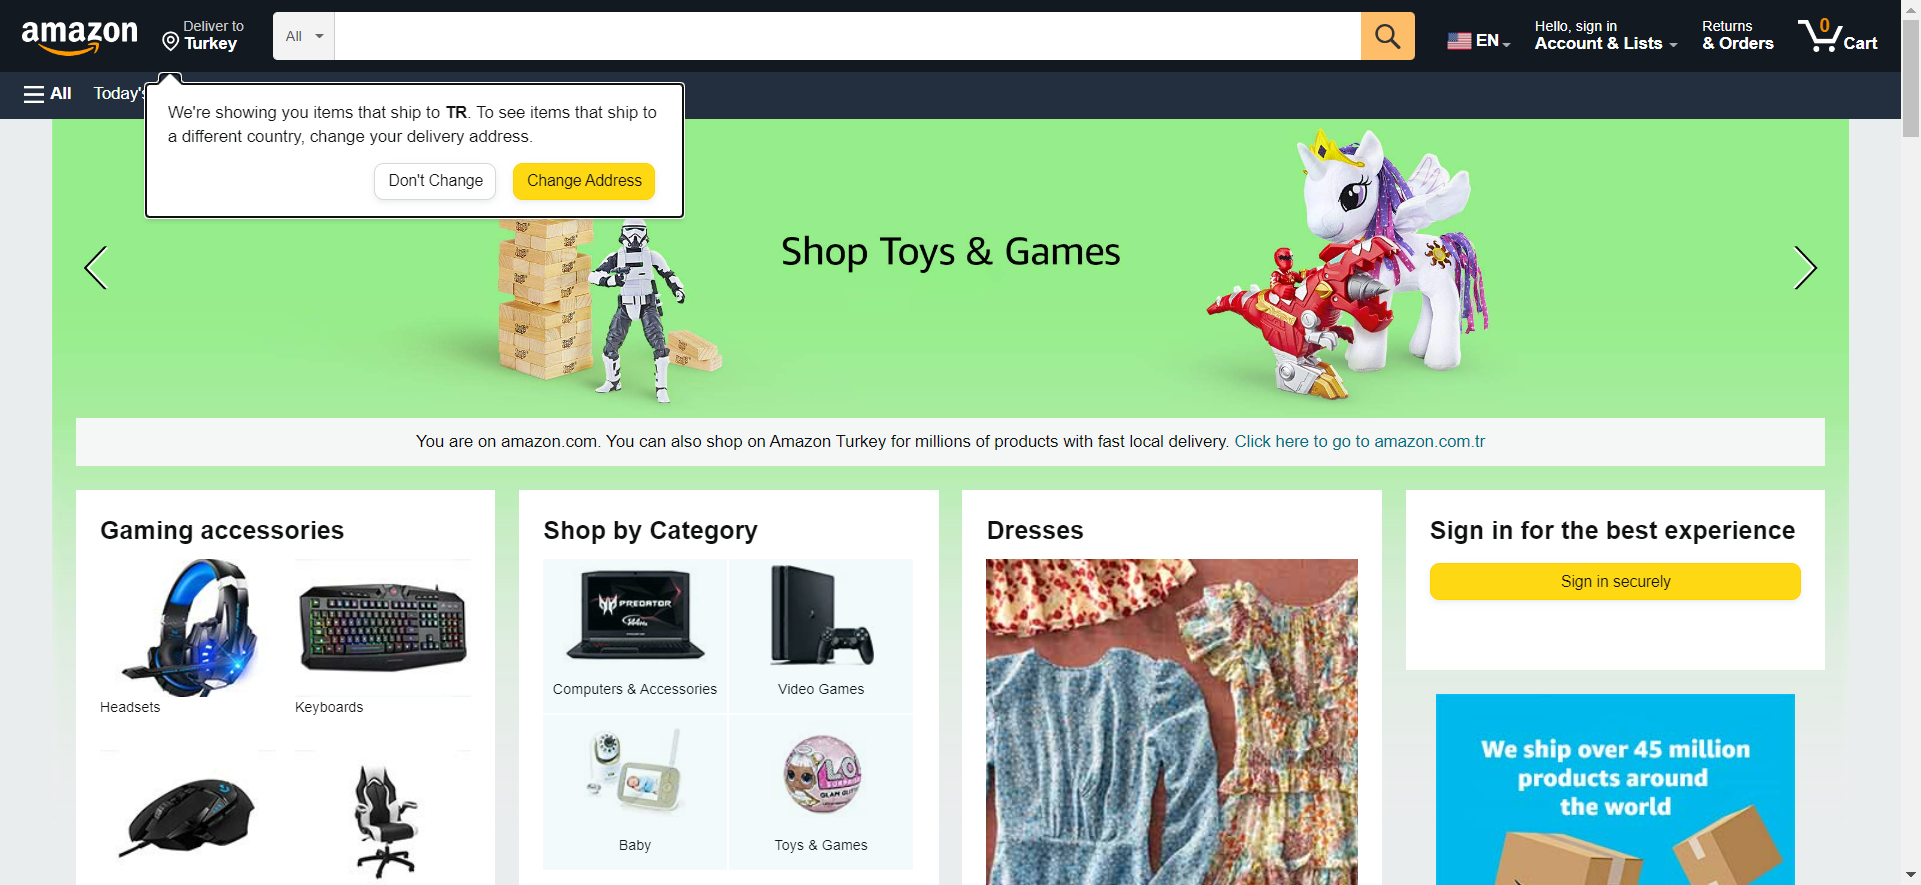 amazon
Deliver to
Turkey
All
EN
Hello, sign in
Account & Lists
Returns
& Orders
0
Cart
All
Today's
We're showing you items that ship to TR. To see items that ship to
a different country, change your delivery address.
Don't Change
Change Address
Shop Toys & Games
You are on amazon.com. You can also shop on Amazon Turkey for millions of products with fast local delivery. Click here to go to amazon.com.tr
Gaming accessories
Headsets
Keyboards
Shop by Category
PREDATOR
144Hz
Computers & Accessories
Video Games
Baby
Toys & Games
Dresses
Sign in for the best experience
Sign in securely
We ship over 45 million
products around
the world